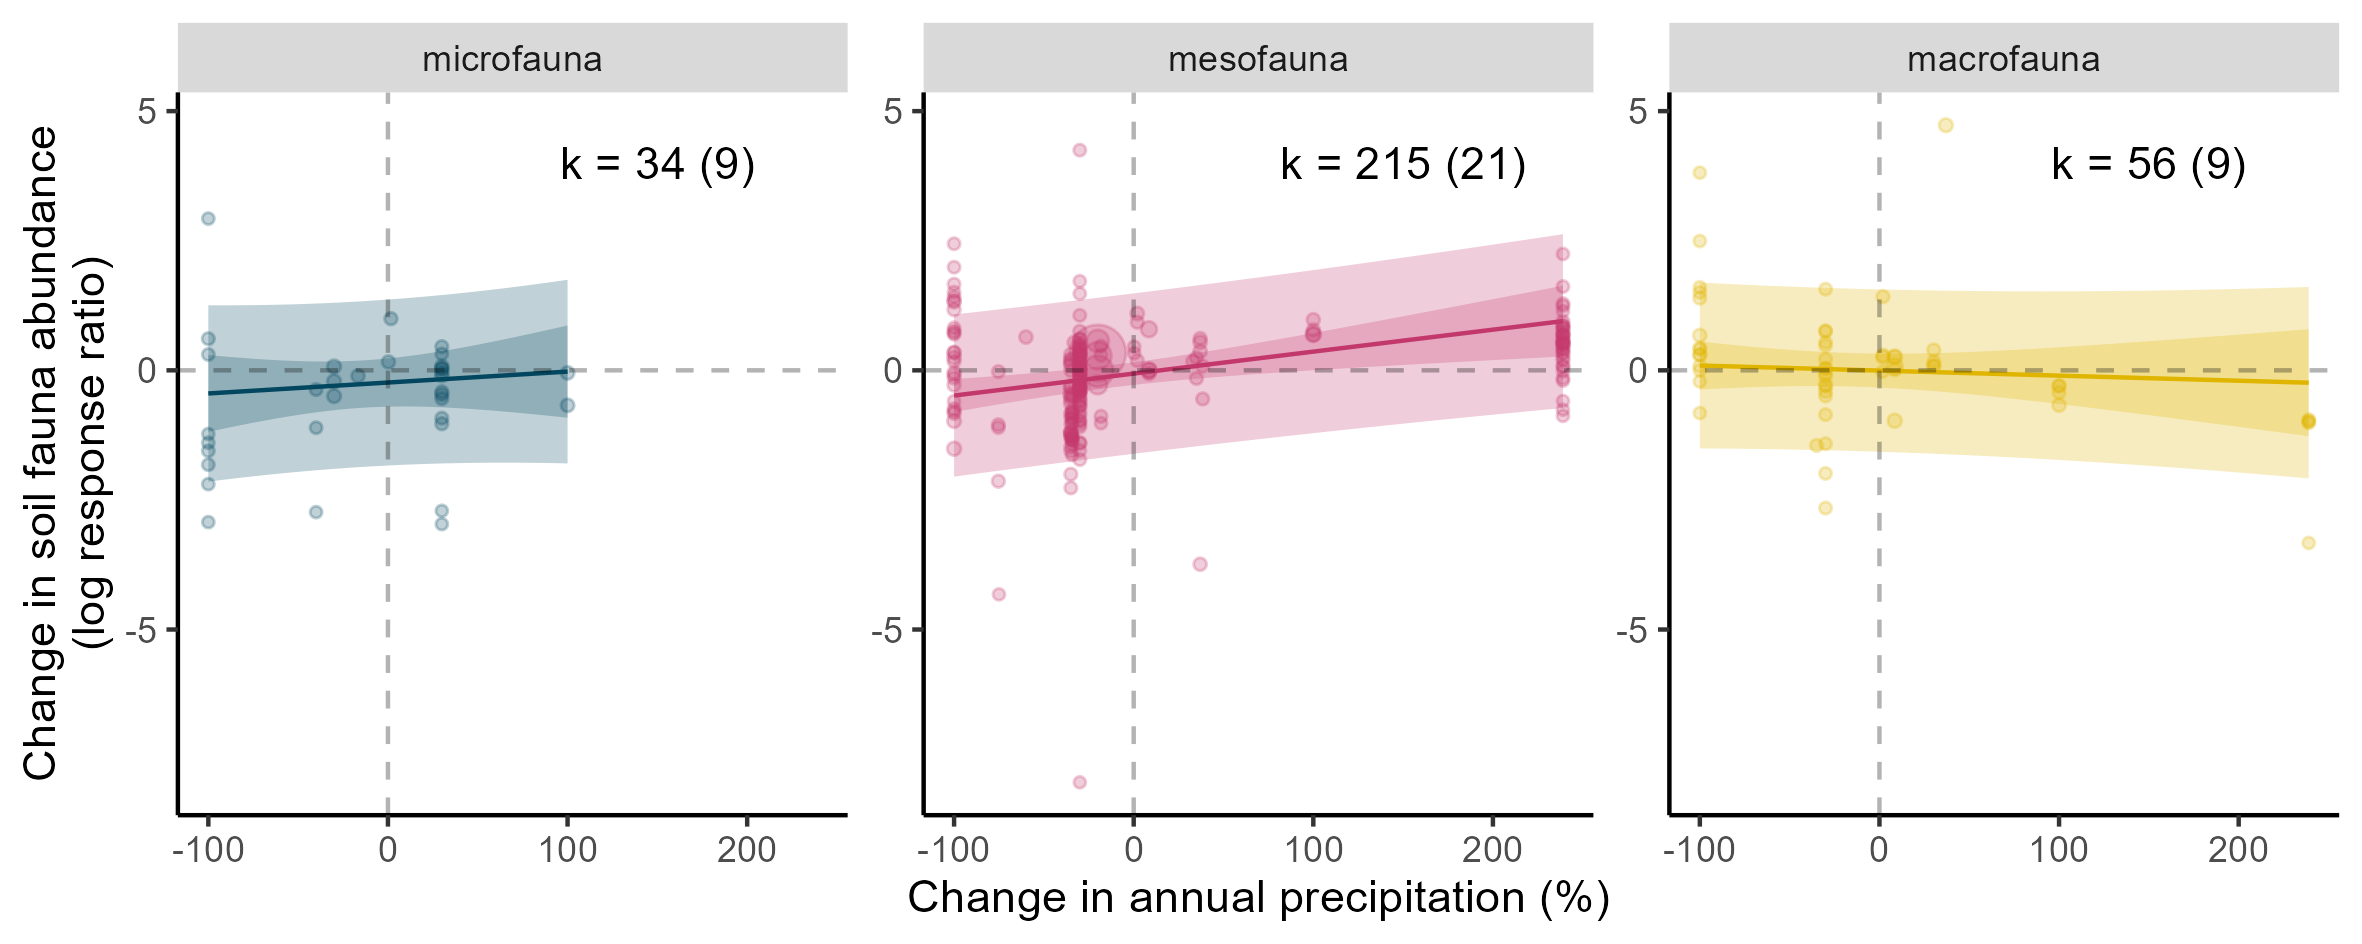 microfauna
mesofauna
macrofauna
k = 34 (9)
k = 215 (21)
k = 56 (9)
5
0
-5
5
0
-5
5
0
-5
-100
0
100
200
-100
0
100
200
-100
0
100
200
Change in soil fauna abundance
(log response ratio)
Change in annual precipitation (%)